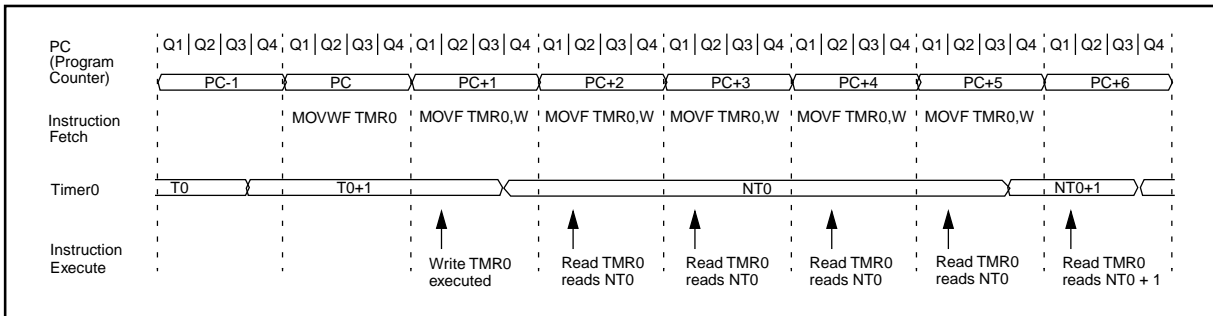 PC
(Program
Counter)
Q1 Q2 Q3 Q4 Q1 Q2 Q3 Q4 Q1 Q2 Q3 Q4 Q1 Q2 Q3 Q4 Q1 Q2 Q3 Q4 Q1 Q2 Q3 Q4 Q1 Q2 Q3 Q4 Q1 Q2 Q3 Q4
PC-1 PC PC+1 PC+2 PC+3 PC+4 PC+5 PC+6
Instruction
Fetch
MOVWF TMR0 MOVF TMR0,W MOVF TMR0,W MOVF TMR0,W MOVF TMR0,W MOVF TMR0,W
Timer0
T0 T0+1 NT0 NT0+1
Instruction
Execute
Write TMR0
executed
Read TMR0
reads NT0
Read TMR0
reads NT0
Read TMR0
reads NT0
Read TMR0
reads NT0
Read TMR0
reads NT0 + 1